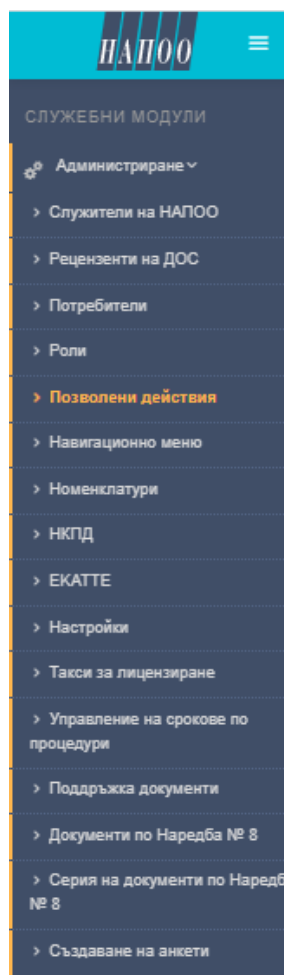 НАПОО
СЛУЖЕБНИ МОДУЛИ
Администриране
Служители на НАПОО
Рецензенти на ДОС
Потребители
Роли
Позволени действия
Навигационно меню
Номенклатури
НКПД
ЕКАТТЕ
Настройки
Такси за лицензиране
Управление на срокове по
процедури
Поддръжка документи
Документи по Наредба № 8
Серия на документи по Наредб
№ 8
Създаване на анкети